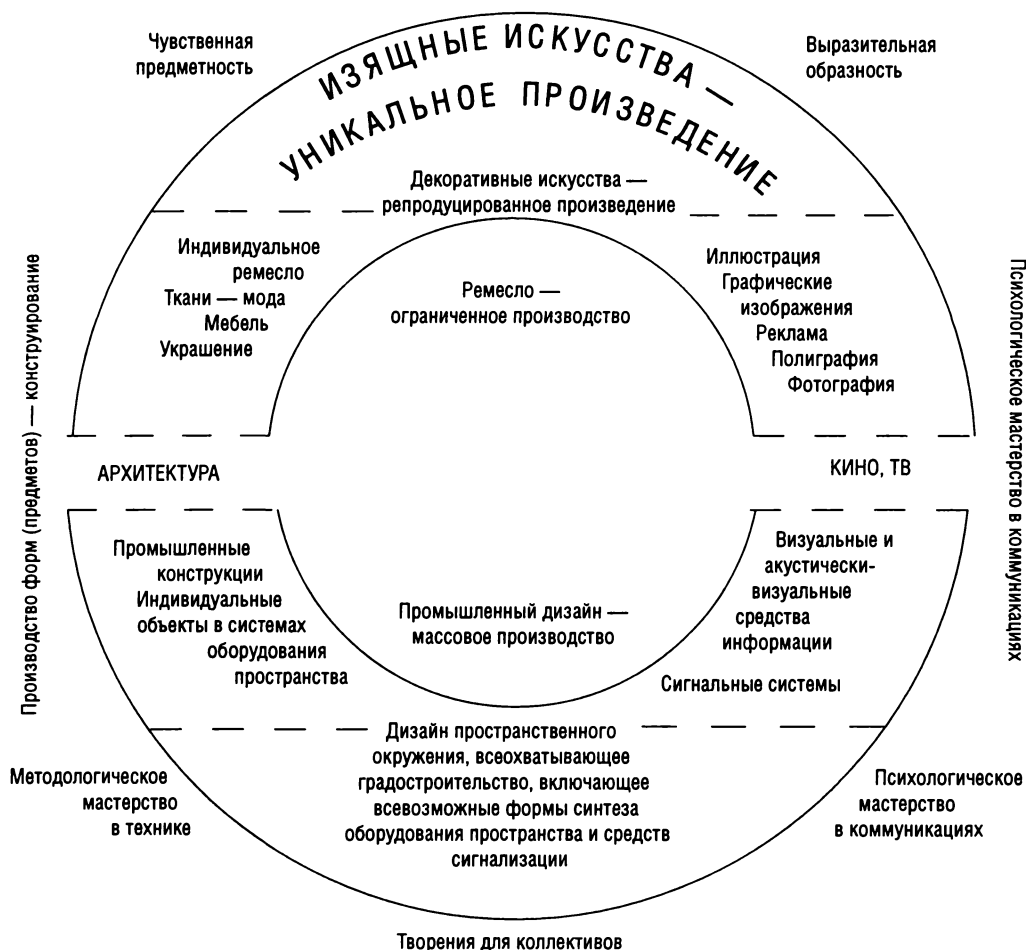 Чувственная
предметность
Выразительная
образность
ИЗЯЩНЫЕ ИСКУССТВА —
УНИКАЛЬНОЕ ПРОИЗВЕДЕНИЕ
Декоративные искусства —
репродуцированное произведение
Индивидуальное
ремесло
Ткани — мода
Мебель
Украшение
Ремесло —
ограниченное производство
Иллюстрация
Графические
изображения
Реклама
Полиграфия
Фотография
Производство форм (предметов) — конструирование
Психологическое мастерство в коммуникациях
АРХИТЕКТУРА
КИНО, ТВ
Промышленные
конструкции
Индивидуальные
объекты в системах
оборудования
пространства
Промышленный дизайн —
массовое производство
Визуальные и
акустически-
визуальные
средства
информации
Сигнальные системы
Дизайн пространственного
окружения, всеохватывающее
градостроительство, включающее
всевозможные формы синтеза
оборудования пространства и средств
сигнализации
Методологическое
мастерство
в технике
Психологическое
мастерство
в коммуникациях
Творения для коллективов